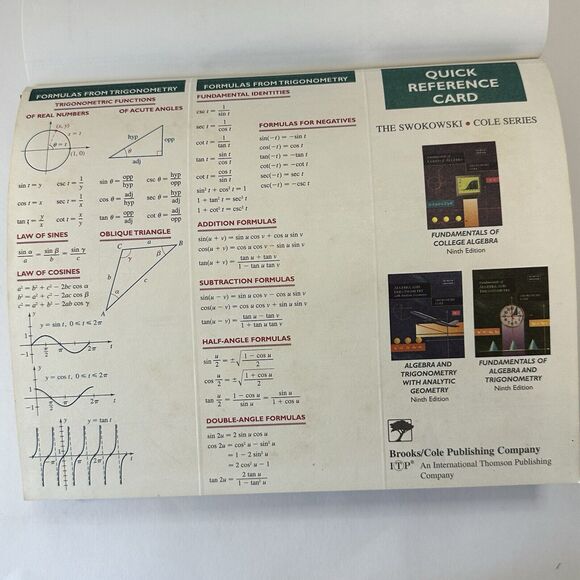 FORMULAS FROM TRIGONOMETRY
TRIGONOMETRIC FUNCTIONS
OF REAL NUMBERS
OF ACUTE ANGLES
(x, y)
t
θ = t
(1, 0)
hyp
opp
θ
adj
sin t = y csc t = 1/y
cos t = x sec t = 1/x
tan t = y/x cot t = x/y
sin θ = opp/hyp csc θ = hyp/opp
cos θ = adj/hyp sec θ = hyp/adj
tan θ = opp/adj cot θ = adj/opp
LAW OF SINES
sin α/a = sin β/b = sin γ/c
LAW OF COSINES
a² = b² + c² − 2bc cos α
b² = a² + c² − 2ac cos β
c² = a² + b² − 2ab cos γ
OBLIQUE TRIANGLE
C a B
γ β
b c
α
A
y = sin t, 0 ≤ t ≤ 2π
y = cos t, 0 ≤ t ≤ 2π
y = tan t
FORMULAS FROM TRIGONOMETRY
FUNDAMENTAL IDENTITIES
csc t = 1/sin t
sec t = 1/cos t
cot t = 1/tan t
tan t = sin t/cos t
cot t = cos t/sin t
sin² t + cos² t = 1
1 + tan² t = sec² t
1 + cot² t = csc² t
FORMULAS FOR NEGATIVES
sin(−t) = −sin t
cos(−t) = cos t
tan(−t) = −tan t
cot(−t) = −cot t
sec(−t) = sec t
csc(−t) = −csc t
ADDITION FORMULAS
sin(u + v) = sin u cos v + cos u sin v
cos(u + v) = cos u cos v − sin u sin v
tan(u + v) = tan u + tan v/1 − tan u tan v
SUBTRACTION FORMULAS
sin(u − v) = sin u cos v − cos u sin v
cos(u − v) = cos u cos v + sin u sin v
tan(u − v) = tan u − tan v/1 + tan u tan v
HALF-ANGLE FORMULAS
sin u/2 = ±√(1 − cos u/2)
cos u/2 = ±√(1 + cos u/2)
tan u/2 = 1 − cos u/sin u = sin u/1 + cos u
DOUBLE-ANGLE FORMULAS
sin 2u = 2 sin u cos u
cos 2u = cos² u − sin² u
= 1 − 2 sin² u
= 2 cos² u − 1
tan 2u = 2 tan u/1 − tan² u
QUICK
REFERENCE
CARD
THE SWOKOWSKI • COLE SERIES
FUNDAMENTALS OF
COLLEGE ALGEBRA
Ninth Edition
ALGEBRA AND
TRIGONOMETRY
WITH ANALYTIC
GEOMETRY
Ninth Edition
FUNDAMENTALS OF
ALGEBRA AND
TRIGONOMETRY
Ninth Edition
Brooks/Cole Publishing Company
ITP® An International Thomson Publishing
Company